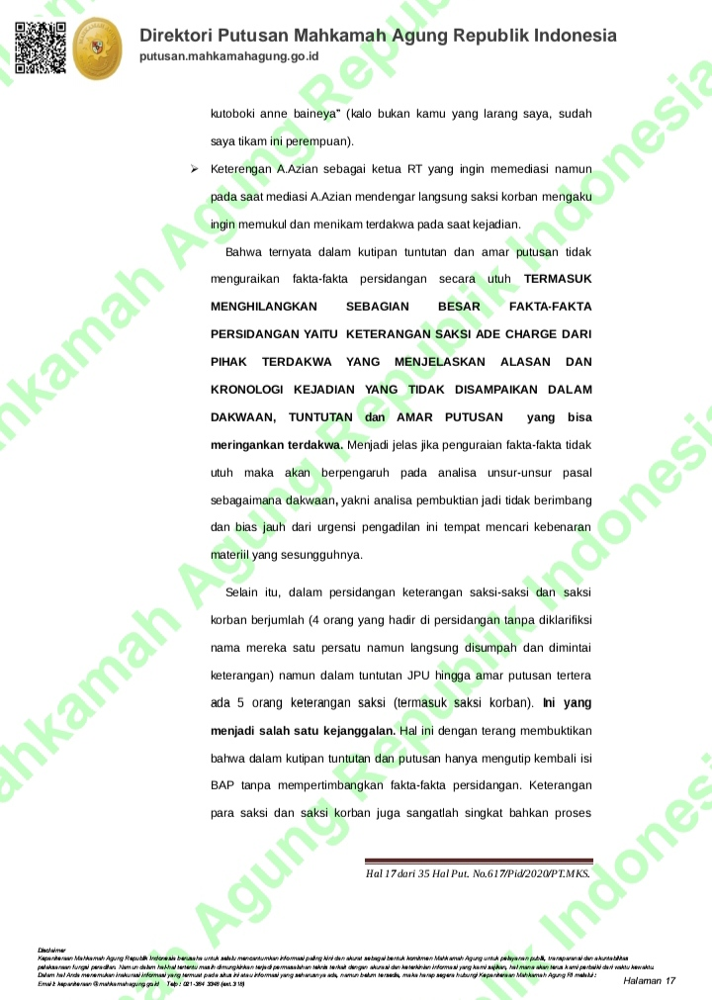 Direktori Putusan Mahkamah Agung Republik Indonesia
putusan.mahkamahagung.go.id
kutoboki anne baineya" (kalo bukan kamu yang larang saya, sudah
saya tikam ini perempuan).
➢ Keterengan A.Azian sebagai ketua RT yang ingin memediasi namun
pada saat mediasi A.Azian mendengar langsung saksi korban mengaku
ingin memukul dan menikam terdakwa pada saat kejadian.
Bahwa ternyata dalam kutipan tuntutan dan amar putusan tidak
menguraikan fakta-fakta persidangan secara utuh TERMASUK
MENGHILANGKAN SEBAGIAN BESAR FAKTA-FAKTA
PERSIDANGAN YAITU KETERANGAN SAKSI ADE CHARGE DARI
PIHAK TERDAKWA YANG MENJELASKAN ALASAN DAN
KRONOLOGI KEJADIAN YANG TIDAK DISAMPAIKAN DALAM
DAKWAAN, TUNTUTAN dan AMAR PUTUSAN yang bisa
meringankan terdakwa. Menjadi jelas jika penguraian fakta-fakta tidak
utuh maka akan berpengaruh pada analisa unsur-unsur pasal
sebagaimana dakwaan, yakni analisa pembuktian jadi tidak berimbang
dan bias jauh dari urgensi pengadilan ini tempat mencari kebenaran
materiil yang sesungguhnya.
Selain itu, dalam persidangan keterangan saksi-saksi dan saksi
korban berjumlah (4 orang yang hadir di persidangan tanpa diklarifiksi
nama mereka satu persatu namun langsung disumpah dan dimintai
keterangan) namun dalam tuntutan JPU hingga amar putusan tertera
ada 5 orang keterangan saksi (termasuk saksi korban). Ini yang
menjadi salah satu kejanggalan. Hal ini dengan terang membuktikan
bahwa dalam kutipan tuntutan dan putusan hanya mengutip kembali isi
BAP tanpa mempertimbangkan fakta-fakta persidangan. Keterangan
para saksi dan saksi korban juga sangatlah singkat bahkan proses
Hal 17 dari 35 Hal Put. No.617/Pid/2020/PT.MKS.
Disclaimer
Kepaniteraan Mahkamah Agung Republik Indonesia berusaha untuk selalu mencantumkan informasi paling kini dan akurat sebagai bentuk komitmen Mahkamah Agung untuk pelayanan publik, transparansi dan akuntabilitas
pelaksanaan fungsi peradilan. Namun dalam hal-hal tertentu masih dimungkinkan terjadi permasalahan teknis terkait dengan akurasi dan keterkinian informasi yang kami sajikan, hal mana akan terus kami perbaiki dari waktu kewaktu.
Dalam hal Anda menemukan inakurasi informasi yang termuat pada situs ini atau informasi yang seharusnya ada, namun belum tersedia, maka harap segera hubungi Kepaniteraan Mahkamah Agung RI melalui :
Email : kepaniteraan@mahkamahagung.go.id Telp : 021-384 3348 (ext.318)
Halaman 17